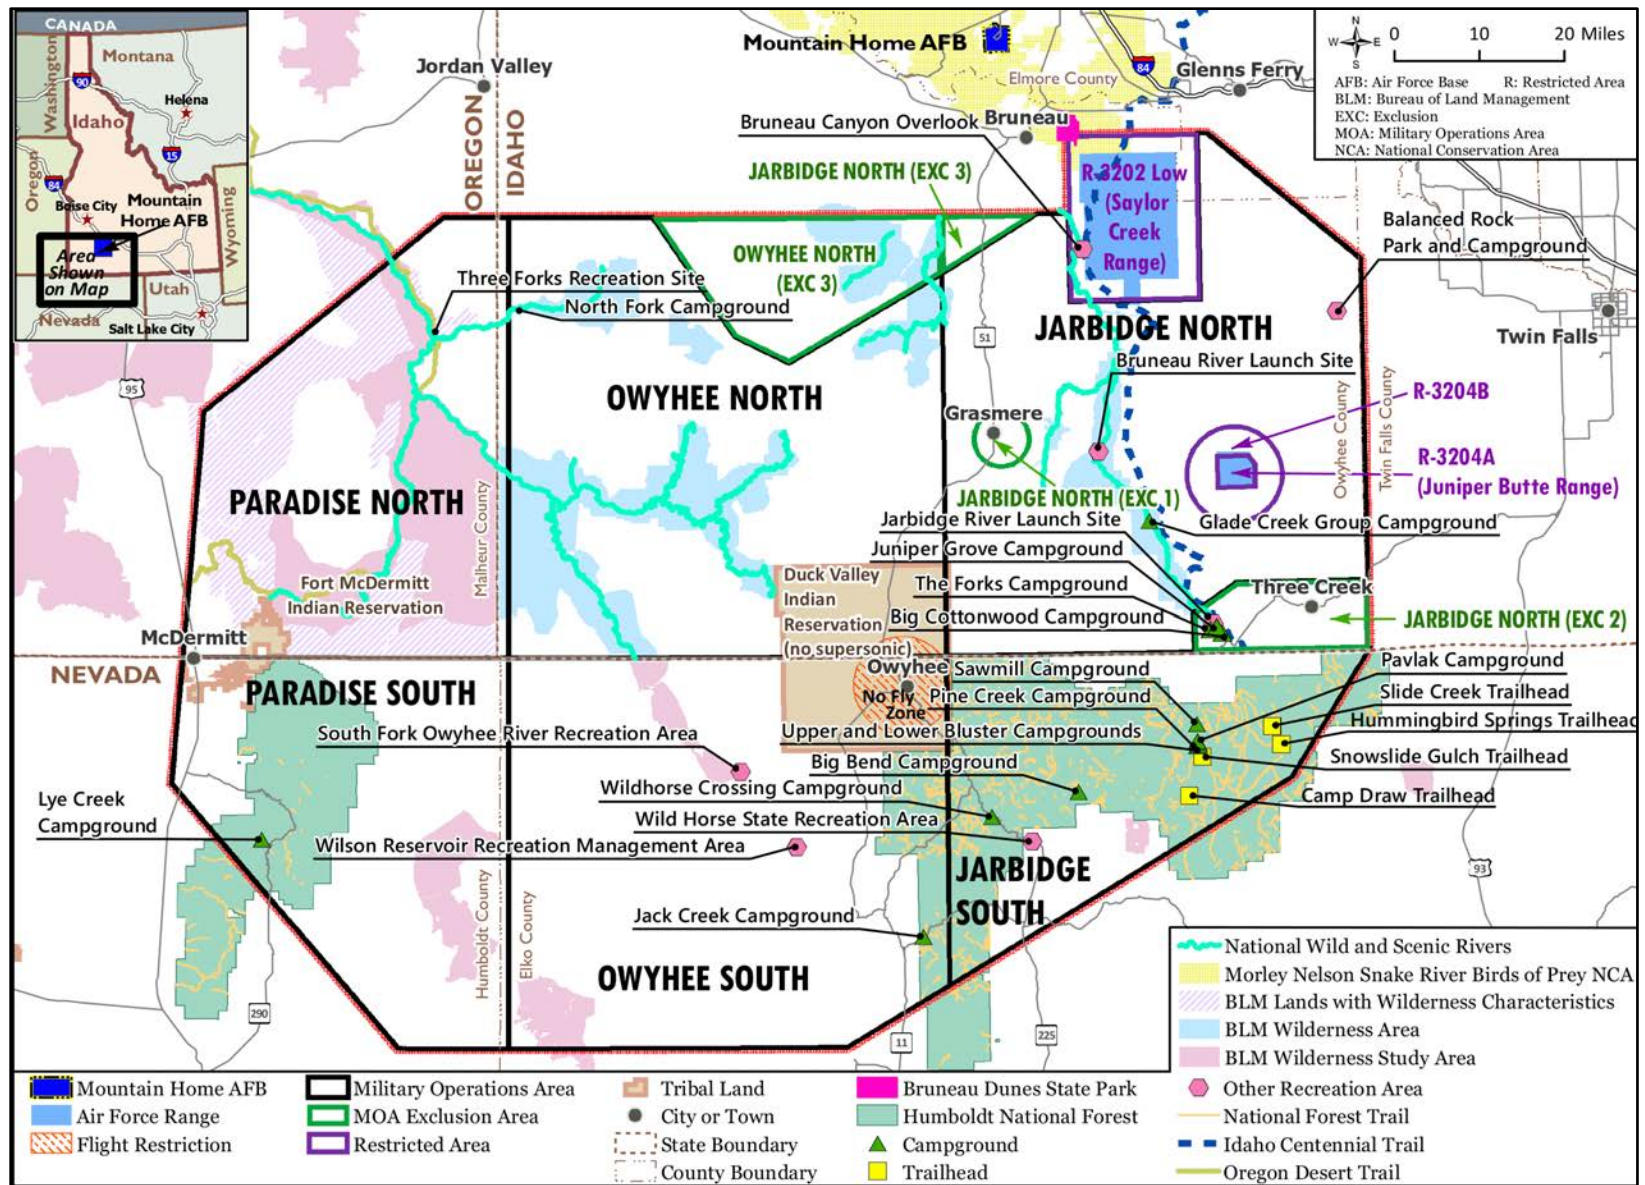 CANADA
Washington
Montana
90
Helena
Idaho
15
Oregon
84
Boise City
Mountain
Home AFB
Wyoming
Area
Shown
on Map
Utah
Nevada
Salt Lake City
N
W E
S
0 10 20 Miles
AFB: Air Force Base R: Restricted Area
BLM: Bureau of Land Management
EXC: Exclusion
MOA: Military Operations Area
NCA: National Conservation Area
Jordan Valley
OREGON
IDAHO
Mountain Home AFB
84
Elmore County
Glenns Ferry
Bruneau Canyon Overlook
Bruneau
JARBIDGE NORTH (EXC 3)
R-3202 Low
(Saylor
Creek
Range)
Balanced Rock
Park and Campground
OWYHEE NORTH
(EXC 3)
Three Forks Recreation Site
North Fork Campground
51
JARBIDGE NORTH
Twin Falls
Bruneau River Launch Site
95
OWYHEE NORTH
Grasmere
R-3204B
R-3204A
(Juniper Butte Range)
Owyhee County
Twin Falls County
PARADISE NORTH
Malheur County
JARBIDGE NORTH (EXC 1)
Jarbidge River Launch Site
Glade Creek Group Campground
Juniper Grove Campground
Fort McDermitt
Indian Reservation
Duck Valley
Indian
Reservation
(no supersonic)
The Forks Campground
Three Creek
Big Cottonwood Campground
JARBIDGE NORTH (EXC 2)
McDermitt
NEVADA
PARADISE SOUTH
Owyhee
No Fly
Zone
Sawmill Campground
Pavlak Campground
Pine Creek Campground
Slide Creek Trailhead
Hummingbird Springs Trailhead
South Fork Owyhee River Recreation Area
Upper and Lower Bluster Campgrounds
Snowslide Gulch Trailhead
Big Bend Campground
Wildhorse Crossing Campground
Camp Draw Trailhead
Lye Creek
Campground
Wild Horse State Recreation Area
Wilson Reservoir Recreation Management Area
93
JARBIDGE
SOUTH
Jack Creek Campground
Humboldt County
Elko County
OWYHEE SOUTH
290
11
225
National Wild and Scenic Rivers
Morley Nelson Snake River Birds of Prey NCA
BLM Lands with Wilderness Characteristics
BLM Wilderness Area
BLM Wilderness Study Area
Mountain Home AFB
Military Operations Area
Tribal Land
Bruneau Dunes State Park
Other Recreation Area
Air Force Range
MOA Exclusion Area
City or Town
Humboldt National Forest
National Forest Trail
Flight Restriction
Restricted Area
State Boundary
Campground
Idaho Centennial Trail
County Boundary
Trailhead
Oregon Desert Trail